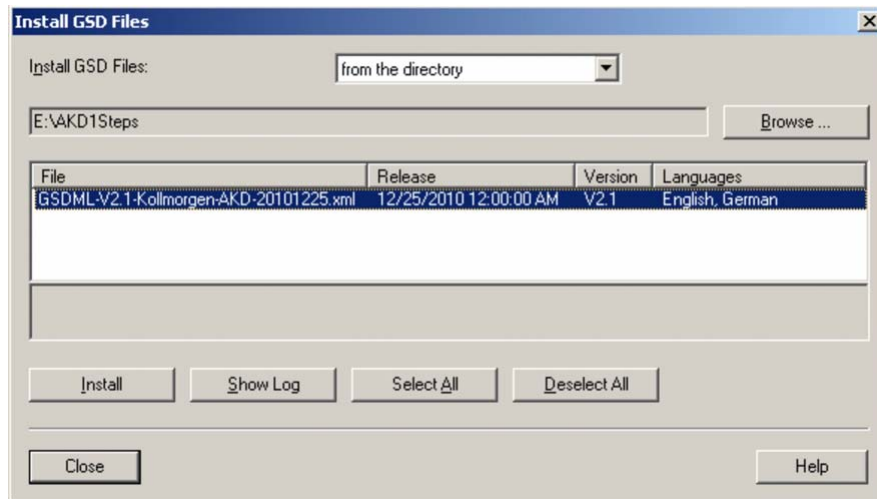 Install GSD Files
Install GSD Files:
from the directory
E:\AKD1Steps
Browse ...
File Release Version Languages
GSDML-V2.1-Kollmorgen-AKD-20101225.xml 12/25/2010 12:00:00 AM V2.1 English, German
Install Show Log Select All Deselect All
Close Help